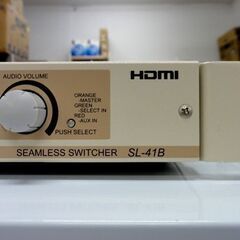 AUDIO VOLUME
HDMI
ORANGE
-MASTER
GREEN
-SELECT IN
RED
-AUX IN
PUSH SELECT
SEAMLESS SWITCHER SL-41B